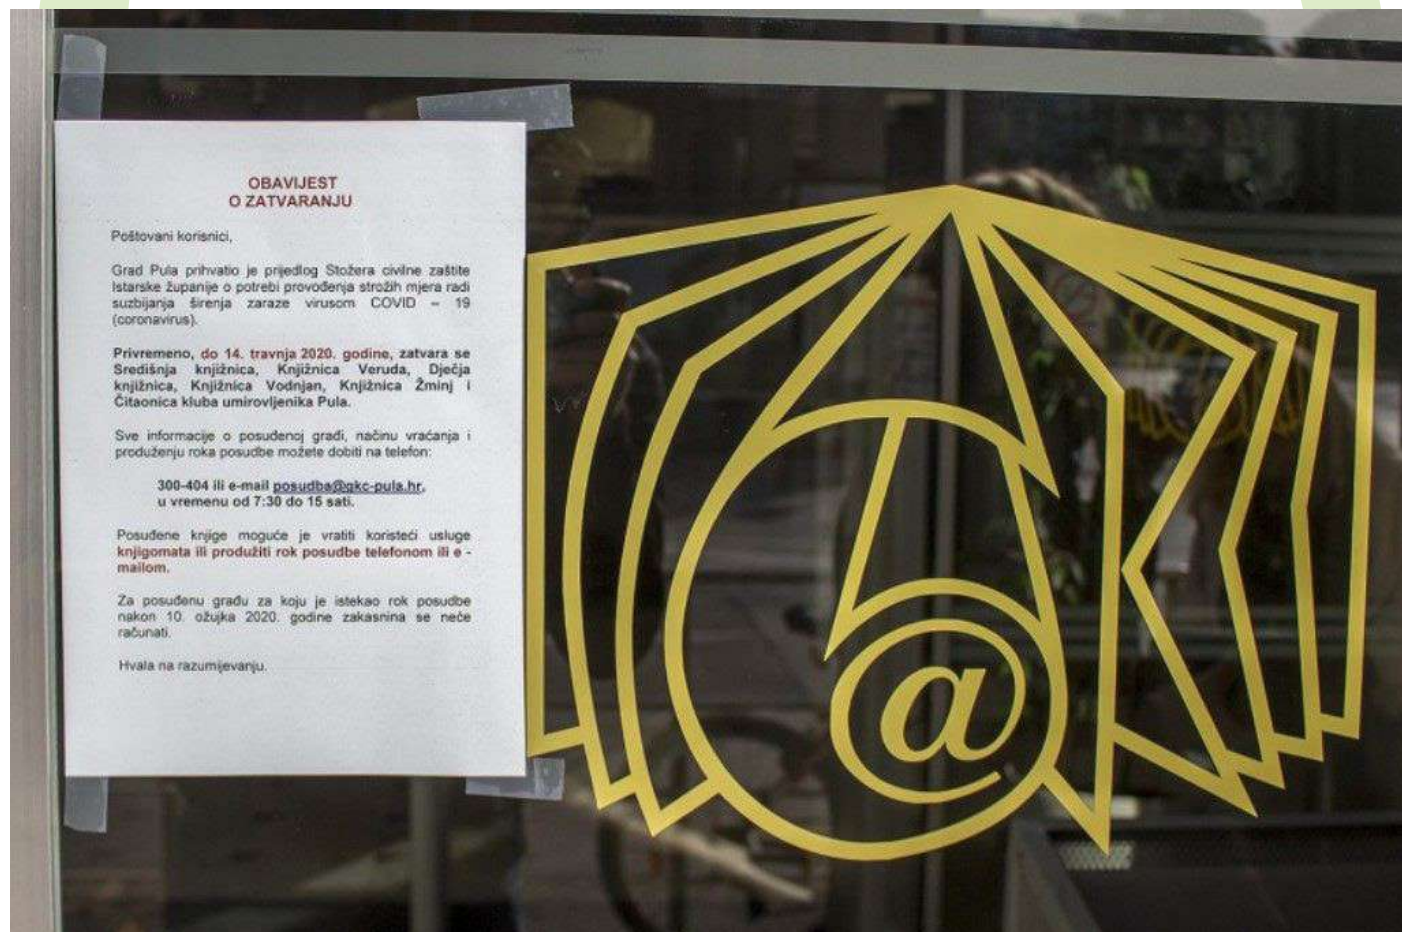 OBAVIJEST
O ZATVARANJU
Poštovani korisnici,
Grad Pula prihvatio je prijedlog Stožera civilne zaštite
Istarske županije o potrebi provođenja strožih mjera radi
suzbijanja širenja zaraze virusom COVID – 19
(coronavirus).
Privremeno, do 14. travnja 2020. godine, zatvara se
Središnja knjižnica, Knjižnica Veruda, Dječja
knjižnica, Knjižnica Vodnjan, Knjižnica Žminj i
Čitaonica kluba umirovljenika Pula.
Sve informacije o posuđenoj građi, načinu vraćanja i
produženju roka posudbe možete dobiti na telefon:
300-404 ili e-mail posudba@gkc-pula.hr,
u vremenu od 7:30 do 15 sati.
Posuđene knjige moguće je vratiti koristeći usluge
knjigomata ili produžiti rok posudbe telefonom ili e -
mailom.
Za posuđenu građu za koju je istekao rok posudbe
nakon 10. ožujka 2020. godine zakasnina se neće
računati.
Hvala na razumijevanju.
@